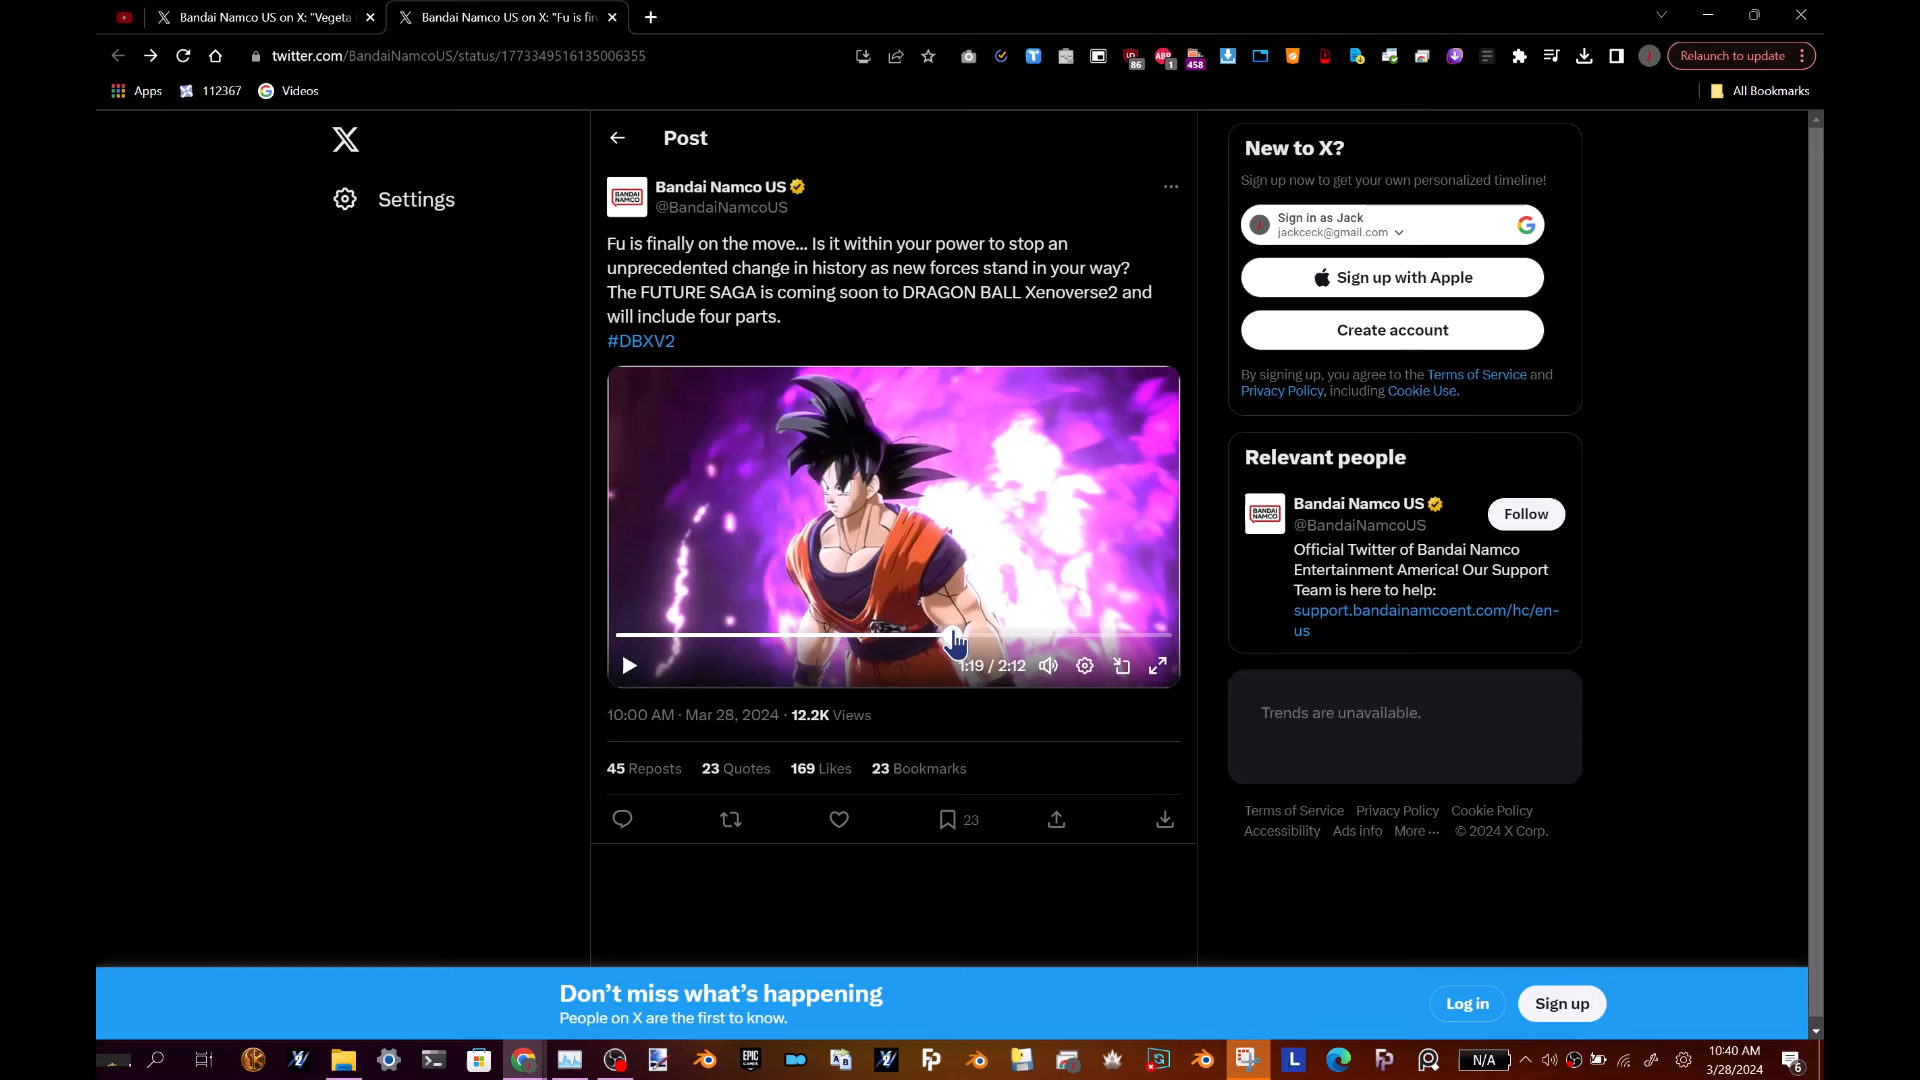 Bandai Namco US on X: "Vegeta
Bandai Namco US on X: "Fu is fin
twitter.com/BandaiNamcoUS/status/1773349516135006355
86
1
458
Relaunch to update
Apps
112367
Videos
All Bookmarks
Post
Settings
BANDAI NAMCO
Bandai Namco US
@BandaiNamcoUS
Fu is finally on the move... Is it within your power to stop an
unprecedented change in history as new forces stand in your way?
The FUTURE SAGA is coming soon to DRAGON BALL Xenoverse2 and
will include four parts.
#DBXV2
1:19 / 2:12
10:00 AM · Mar 28, 2024 · 12.2K Views
45 Reposts 23 Quotes 169 Likes 23 Bookmarks
23
New to X?
Sign up now to get your own personalized timeline!
Sign in as Jack
jackceck@gmail.com
Sign up with Apple
Create account
By signing up, you agree to the Terms of Service and
Privacy Policy, including Cookie Use.
Relevant people
BANDAI NAMCO
Bandai Namco US
@BandaiNamcoUS
Follow
Official Twitter of Bandai Namco
Entertainment America! Our Support
Team is here to help:
support.bandainamcoent.com/hc/en-
us
Trends are unavailable.
Terms of Service Privacy Policy Cookie Policy
Accessibility Ads info More ··· © 2024 X Corp.
Don't miss what's happening
People on X are the first to know.
Log in
Sign up
EPIC GAMES
N/A
10:40 AM
3/28/2024
6